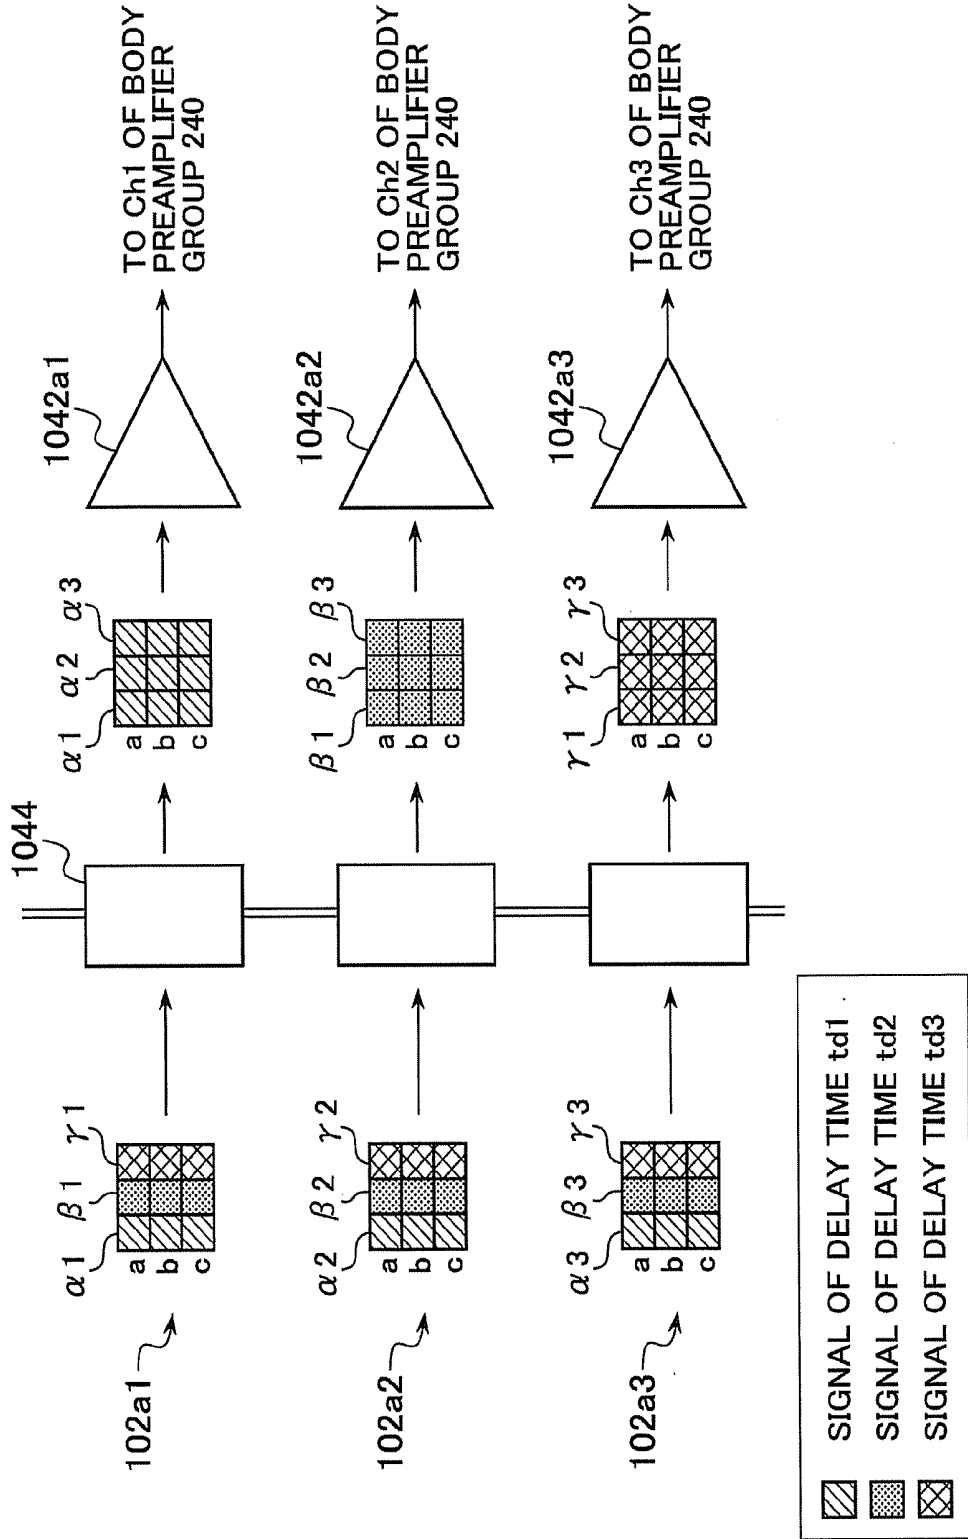 1044
1042a1
α1 β1 γ1
a
b
c
102a1
α1 α2 α3
a
b
c
TO Ch1 OF BODY
PREAMPLIFIER
GROUP 240
1042a2
α2 β2 γ2
a
b
c
102a2
β1 β2 β3
a
b
c
TO Ch2 OF BODY
PREAMPLIFIER
GROUP 240
1042a3
α3 β3 γ3
a
b
c
102a3
γ1 γ2 γ3
a
b
c
TO Ch3 OF BODY
PREAMPLIFIER
GROUP 240
SIGNAL OF DELAY TIME td1
SIGNAL OF DELAY TIME td2
SIGNAL OF DELAY TIME td3